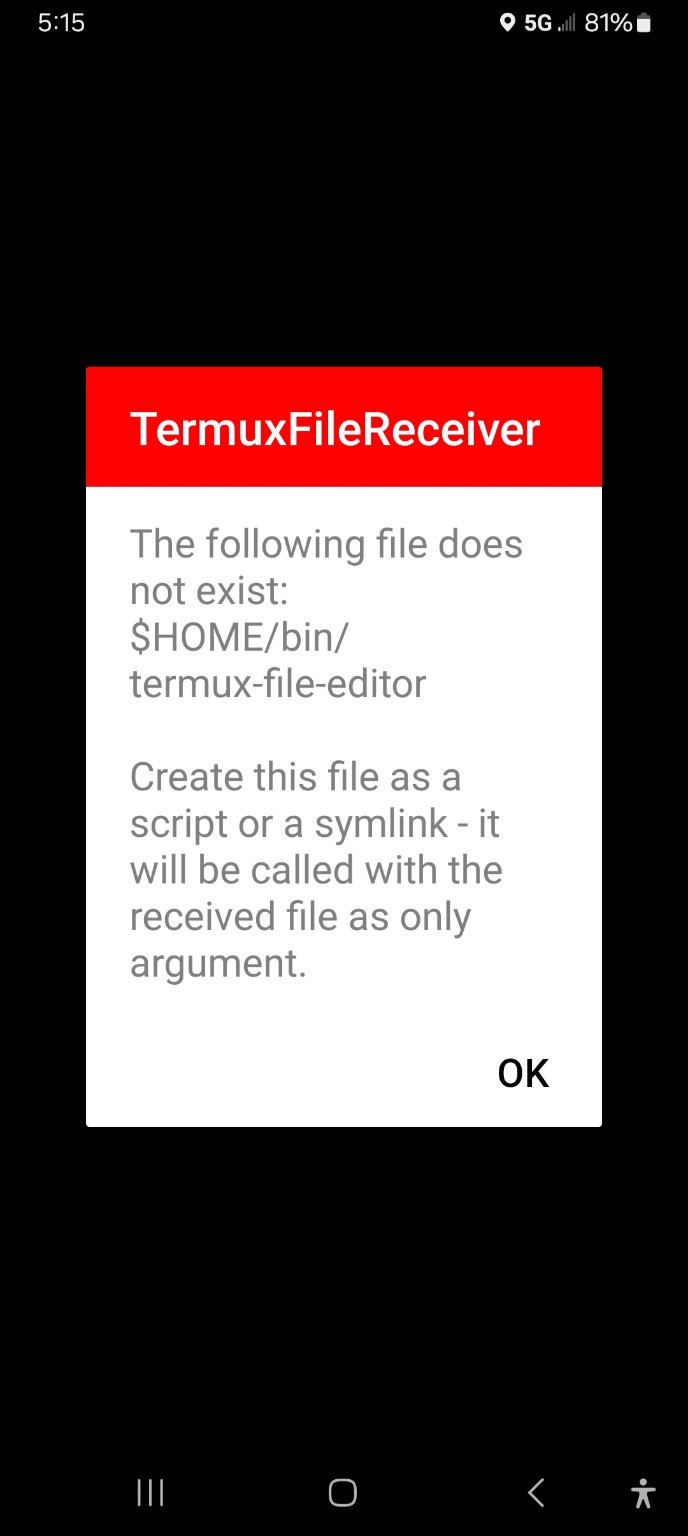 5:15
5G 81%
TermuxFileReceiver
The following file does
not exist:
$HOME/bin/
termux-file-editor
Create this file as a
script or a symlink - it
will be called with the
received file as only
argument.
OK